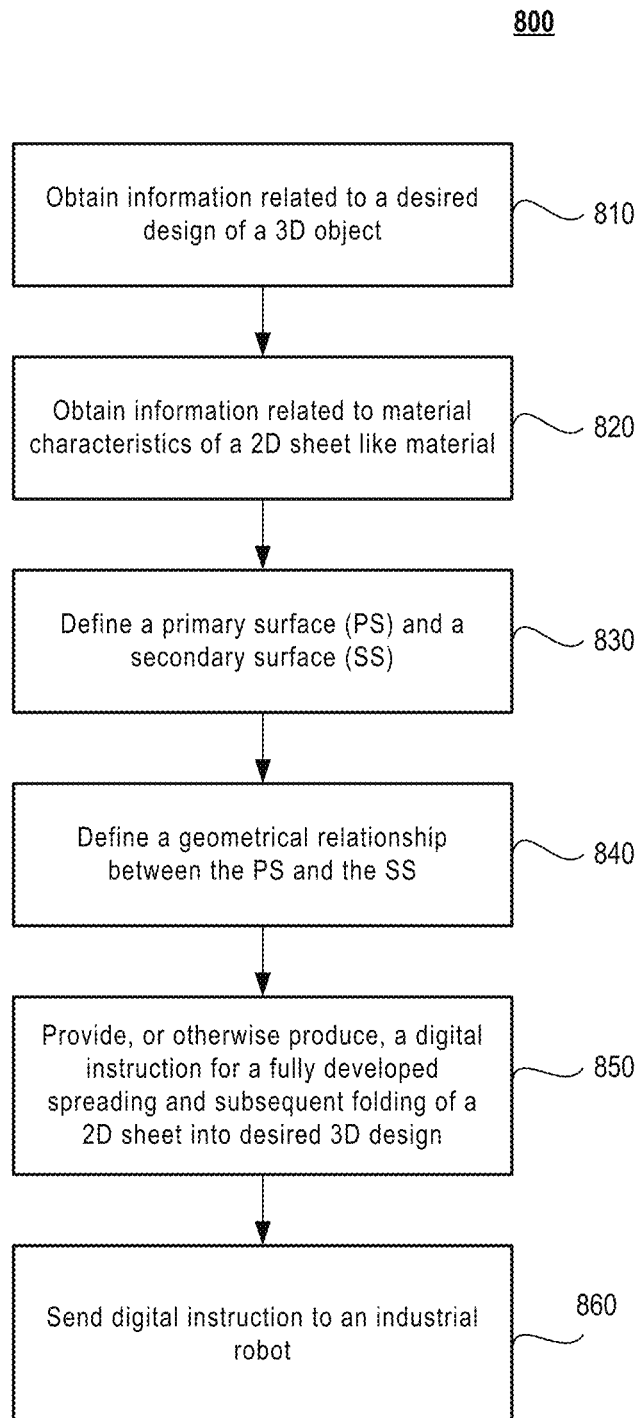 800
Obtain information related to a desired
design of a 3D object
810
Obtain information related to material
characteristics of a 2D sheet like material
820
Define a primary surface (PS) and a
secondary surface (SS)
830
Define a geometrical relationship
between the PS and the SS
840
Provide, or otherwise produce, a digital
instruction for a fully developed
spreading and subsequent folding of a
2D sheet into desired 3D design
850
Send digital instruction to an industrial
robot
860